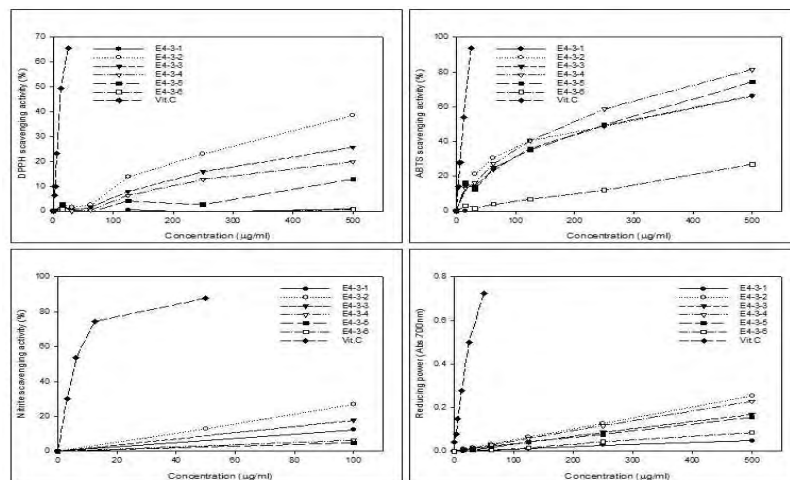 70
60
50
40
30
20
10
0
DPPH scavenging activity (%)
E4-3-1
E4-3-2
E4-3-3
E4-3-4
E4-3-5
E4-3-6
Vit.C
0 100 200 300 400 500
Concentration (µg/ml)
100
80
60
40
20
0
ABTS scavenging activity (%)
E4-3-1
E4-3-2
E4-3-3
E4-3-4
E4-3-5
E4-3-6
Vit.C
0 100 200 300 400 500
Concentration (µg/ml)
100
80
60
40
20
0
Nitrite scavenging activity (%)
E4-3-1
E4-3-2
E4-3-3
E4-3-4
E4-3-5
E4-3-6
Vit.C
0 20 40 60 80 100
Concentration (µg/ml)
0.8
0.6
0.4
0.2
0.0
Reducing power (Abs 700nm)
E4-3-1
E4-3-2
E4-3-3
E4-3-4
E4-3-5
E4-3-6
Vit.C
0 100 200 300 400 500
Concentration (µg/ml)